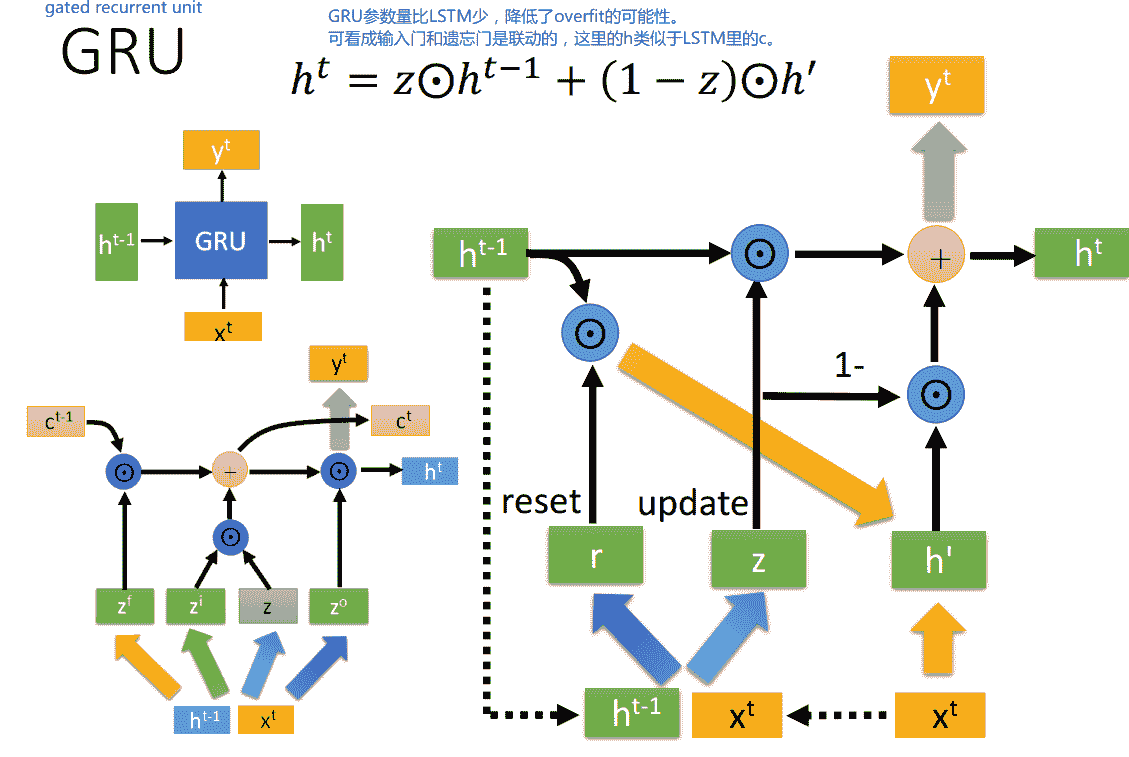 gated recurrent unit
GRU
GRU参数量比LSTM少，降低了overfit的可能性。
可看成输入门和遗忘门是联动的，这里的h类似于LSTM里的c。
hᵗ = z⊙hᵗ⁻¹ + (1 − z)⊙h′
yᵗ
hᵗ⁻¹
GRU
hᵗ
xᵗ
yᵗ
cᵗ⁻¹
cᵗ
⊙
+
⊙
hᵗ
⊙
zᶠ
zⁱ
z
zᵒ
hᵗ⁻¹
xᵗ
yᵗ
hᵗ⁻¹
⊙
+
hᵗ
⊙
1-
⊙
reset
update
r
z
h'
hᵗ⁻¹
xᵗ
xᵗ